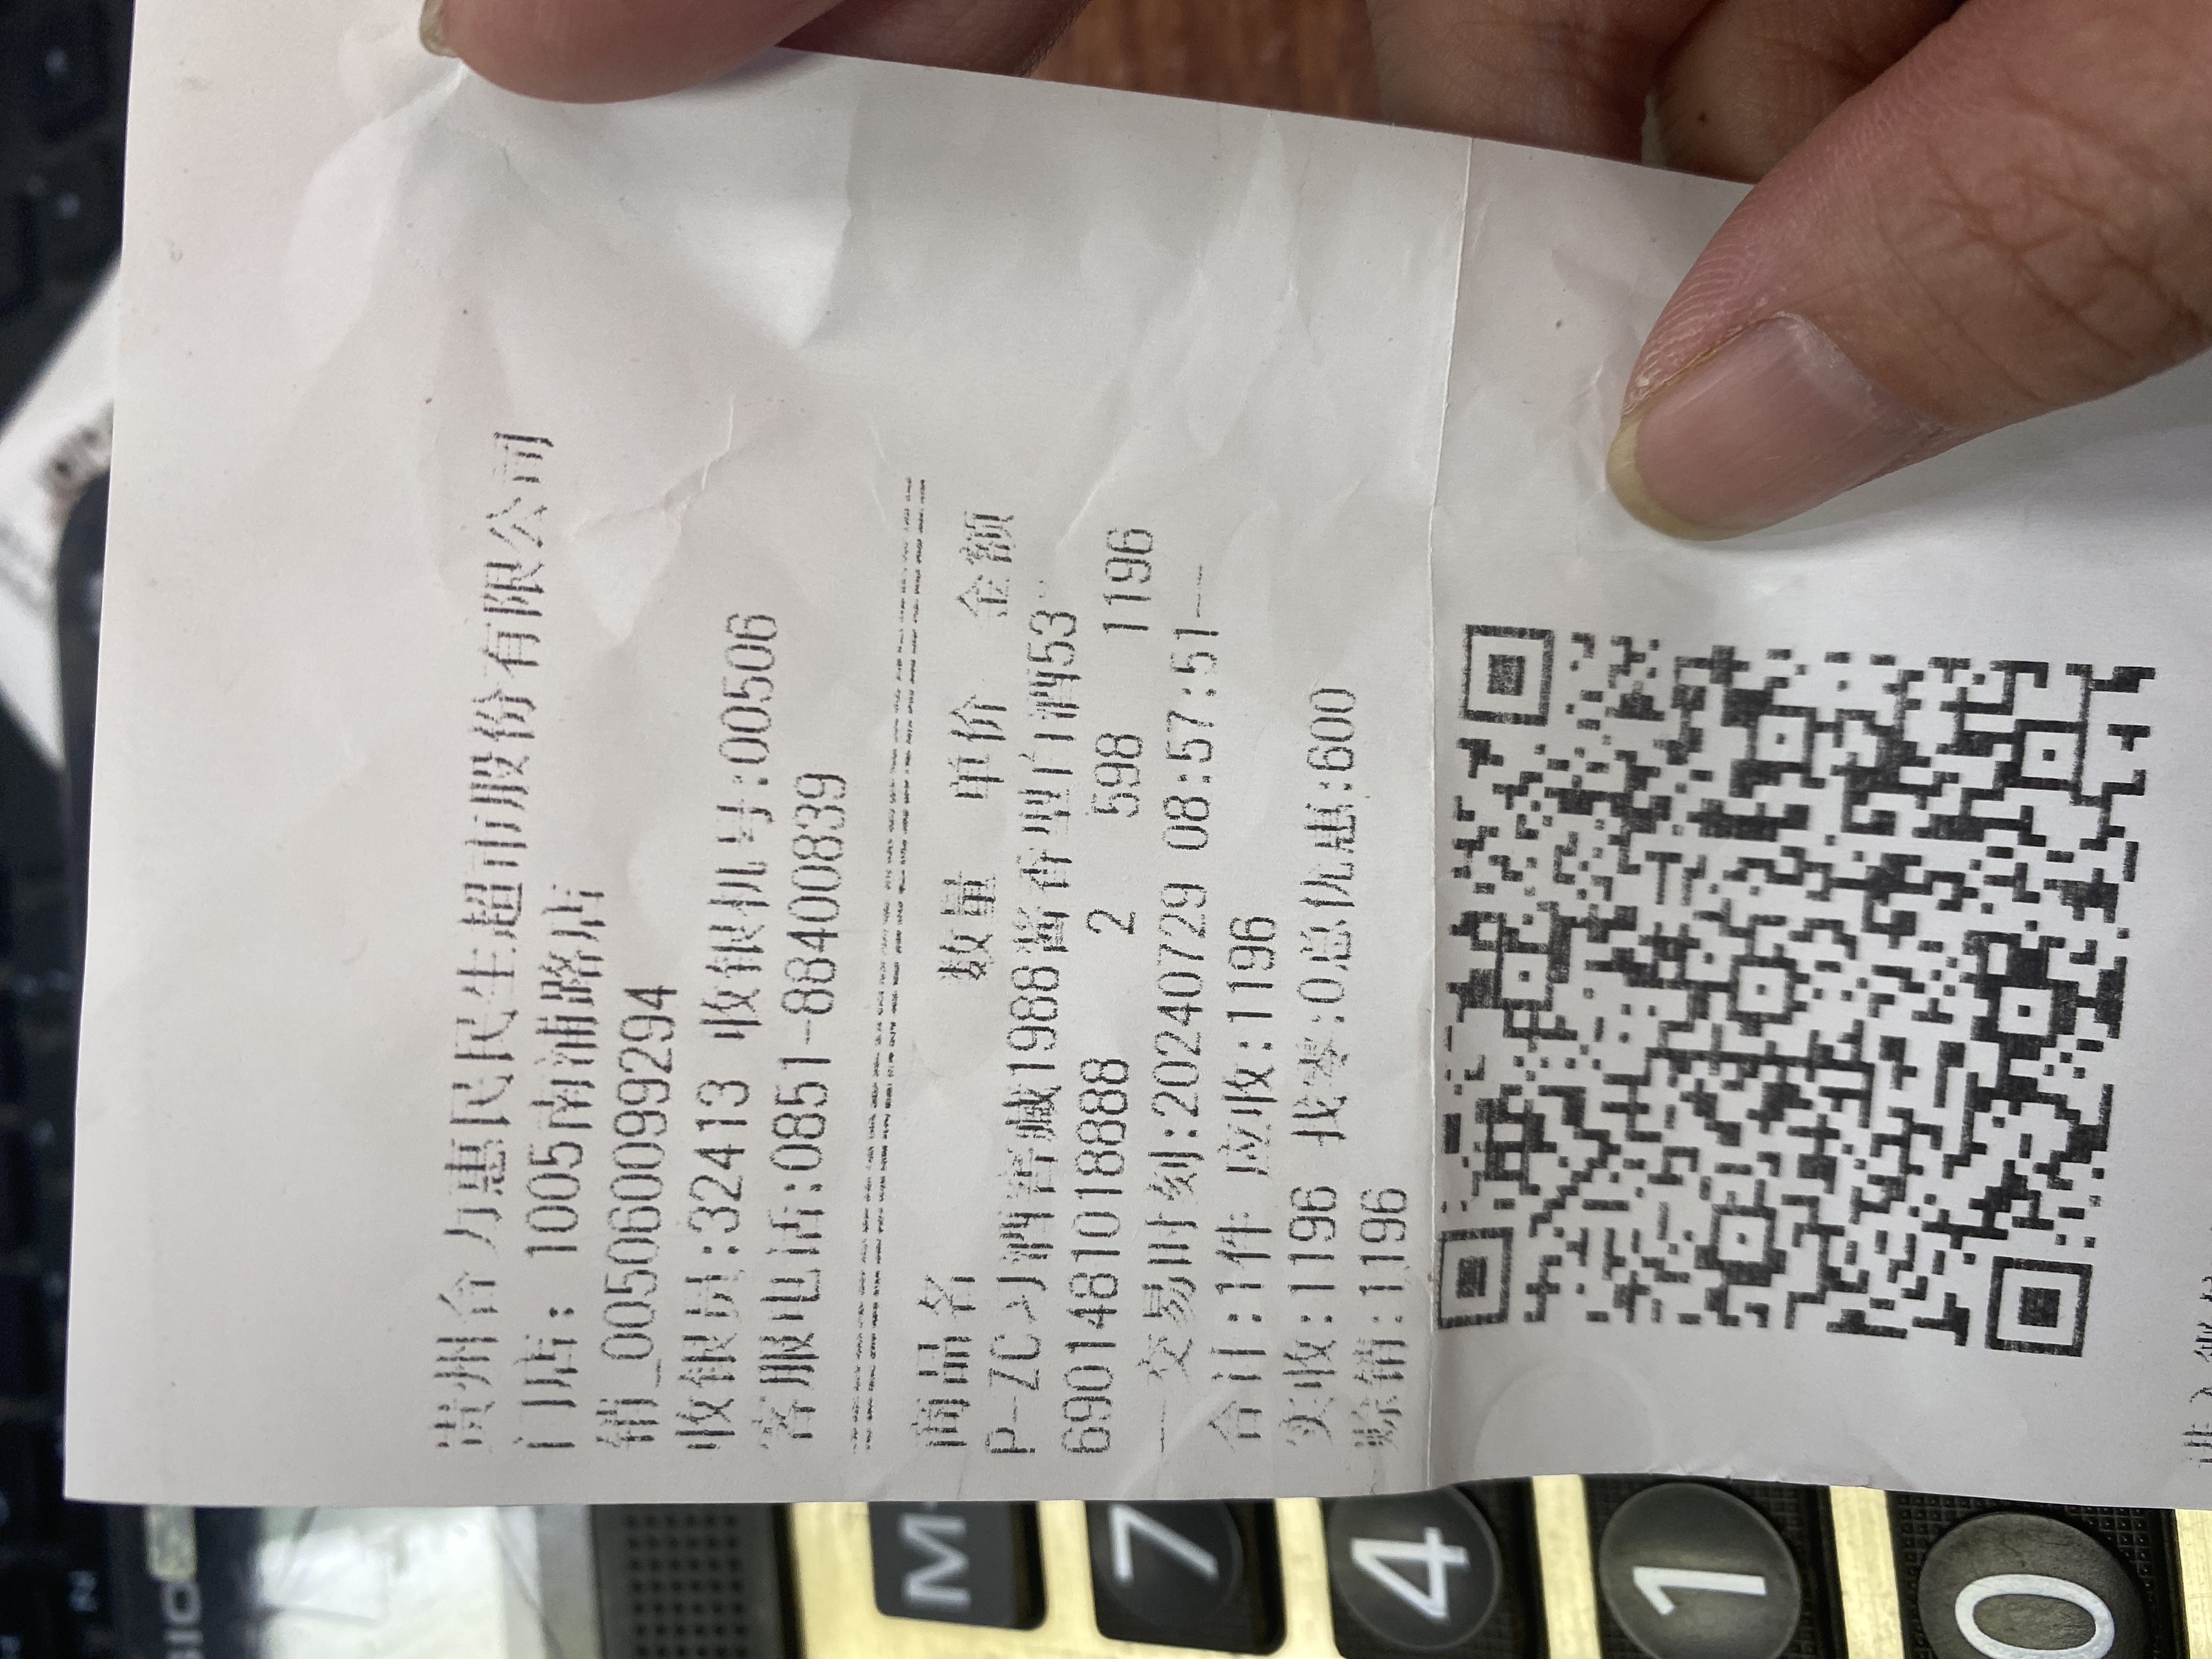 贵州合力惠民民生超市股份有限公司
门店: 1005南浦路店
销_0050600992​94
收银员:32413 收银机号:00506
客服电话:0851-88400839
商品名 数量 单价 金额
P-ZC习酒窖藏1988酱香型白酒53
6901481018888 2 598 1196
—交易时刻:20240729 08:57:51——
合计:1件 应收:1196
实收:1196 找零:0总优惠:600
赊销:1196
M
7
4
1
0